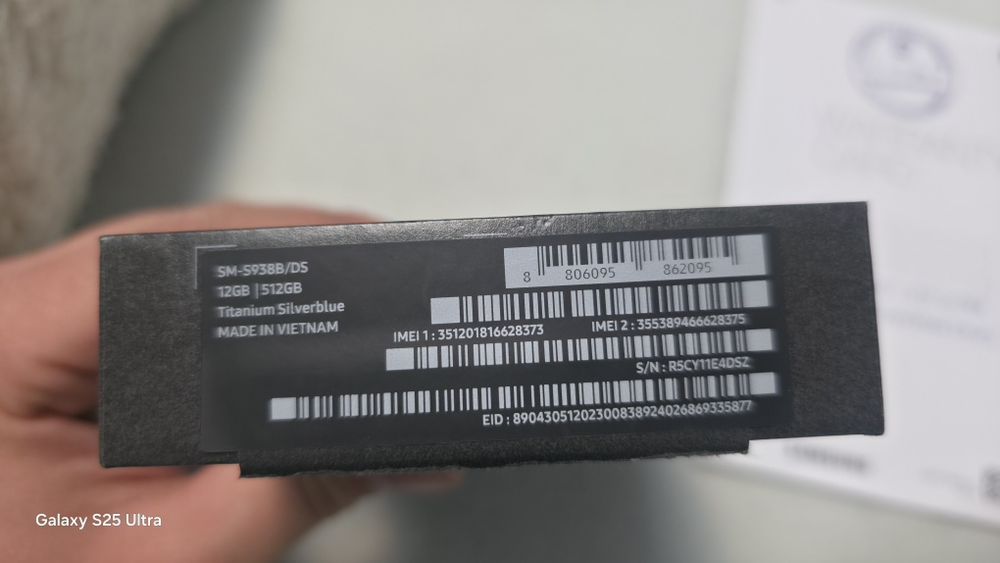 SM-S938B/DS
12GB | 512GB
Titanium Silverblue
MADE IN VIETNAM
8 806095 862095
IMEI 1 : 351201816628373
IMEI 2 : 355389466628375
S/N : R5CY11E4DSZ
EID : 89043051202300838924026869335877
Galaxy S25 Ultra